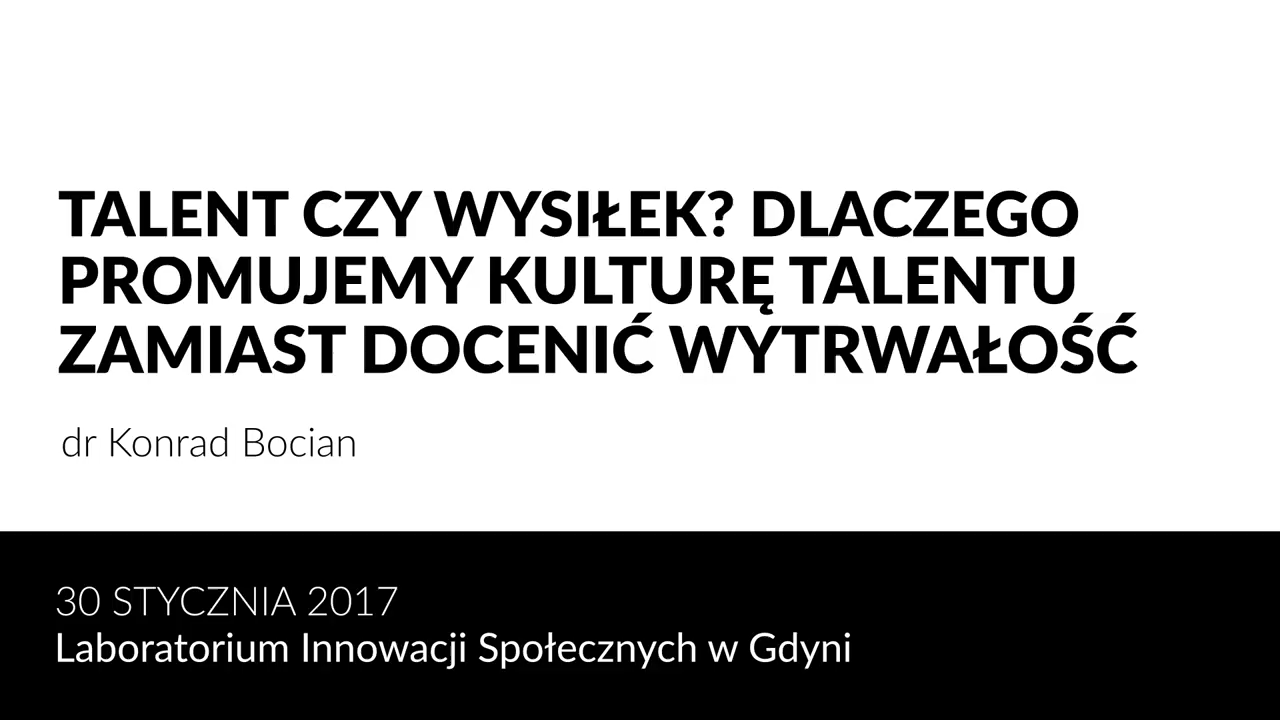 TALENT CZY WYSIŁEK? DLACZEGO
PROMUJEMY KULTURĘ TALENTU
ZAMIAST DOCENIĆ WYTRWAŁOŚĆ
dr Konrad Bocian
30 STYCZNIA 2017
Laboratorium Innowacji Społecznych w Gdyni